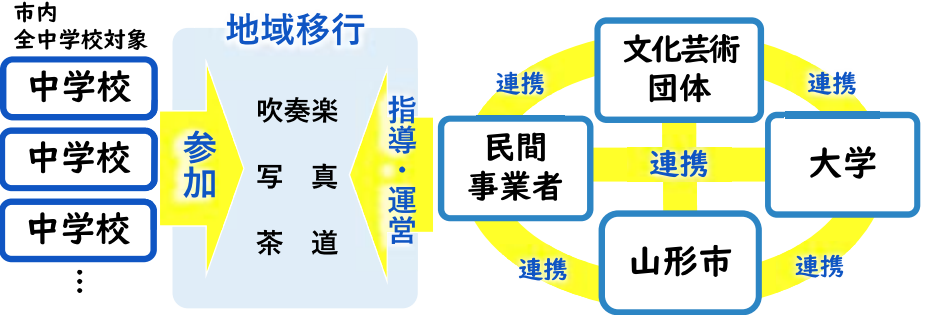 市内
全中学校対象
中学校
中学校
中学校
⋮
参加
地域移行
吹奏楽
写　真
茶　道
指導・運営
文化芸術
団体
民間
事業者
大学
山形市
連携
連携
連携
連携
連携